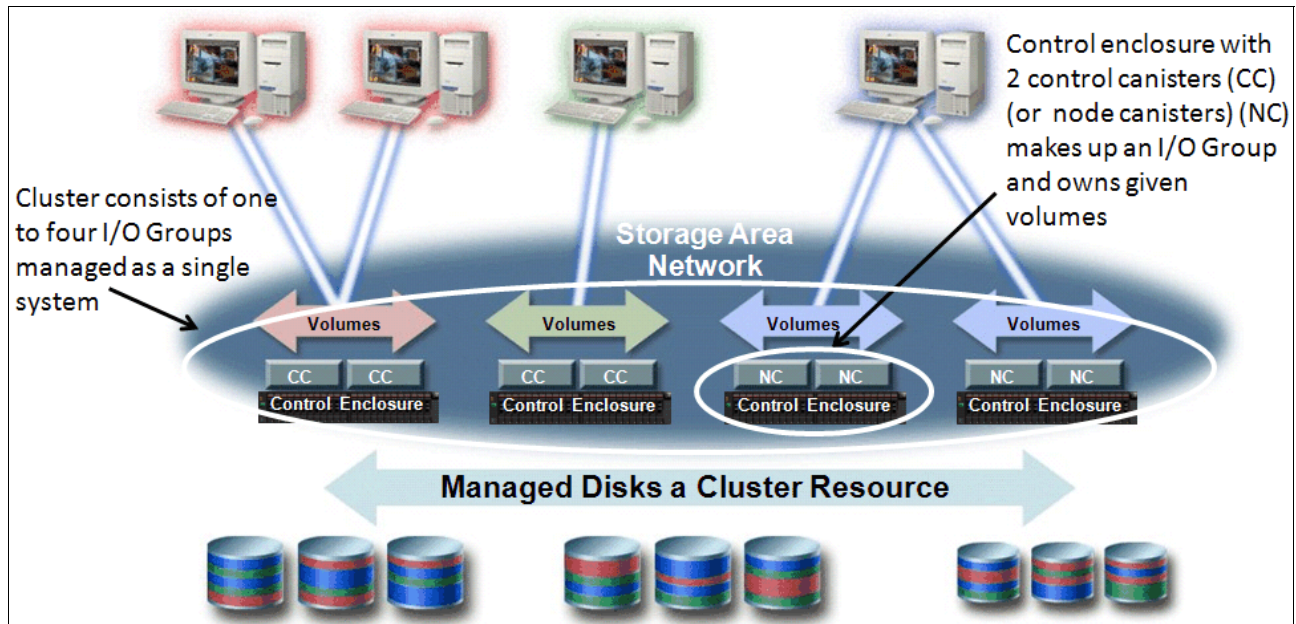 Control enclosure with
2 control canisters (CC)
(or node canisters) (NC)
makes up an I/O Group
and owns given
volumes
Cluster consists of one
to four I/O Groups
managed as a single
system
Storage Area
Network
Volumes
Volumes
Volumes
Volumes
CC CC
CC CC
NC NC
NC NC
Control Enclosure
Control Enclosure
Control Enclosure
Control Enclosure
Managed Disks a Cluster Resource